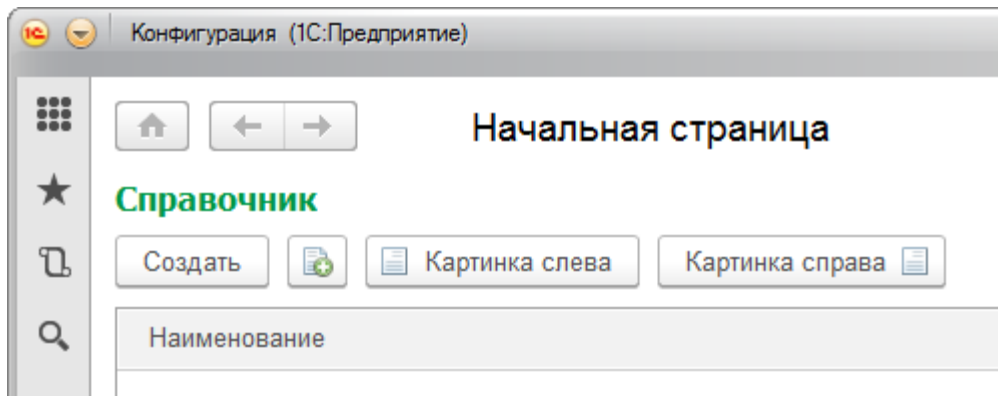 1С Конфигурация (1С:Предприятие)
Начальная страница
Справочник
Создать Картинка слева Картинка справа
Наименование